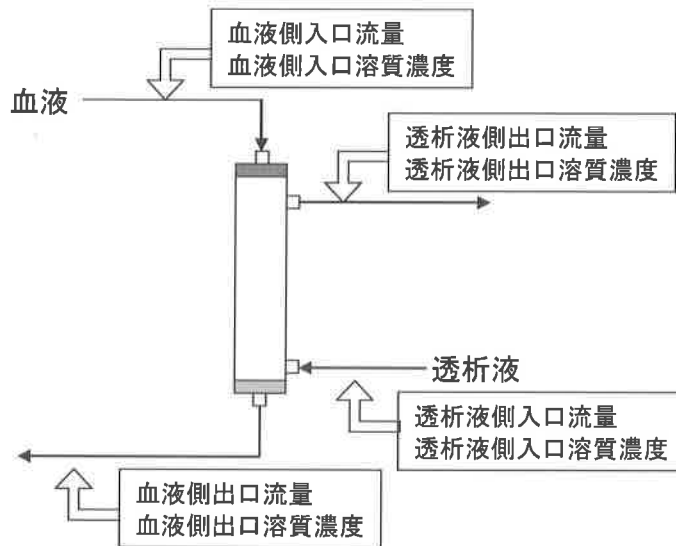 血液側入口流量
血液側入口溶質濃度
血液
透析液側出口流量
透析液側出口溶質濃度
透析液
透析液側入口流量
透析液側入口溶質濃度
血液側出口流量
血液側出口溶質濃度